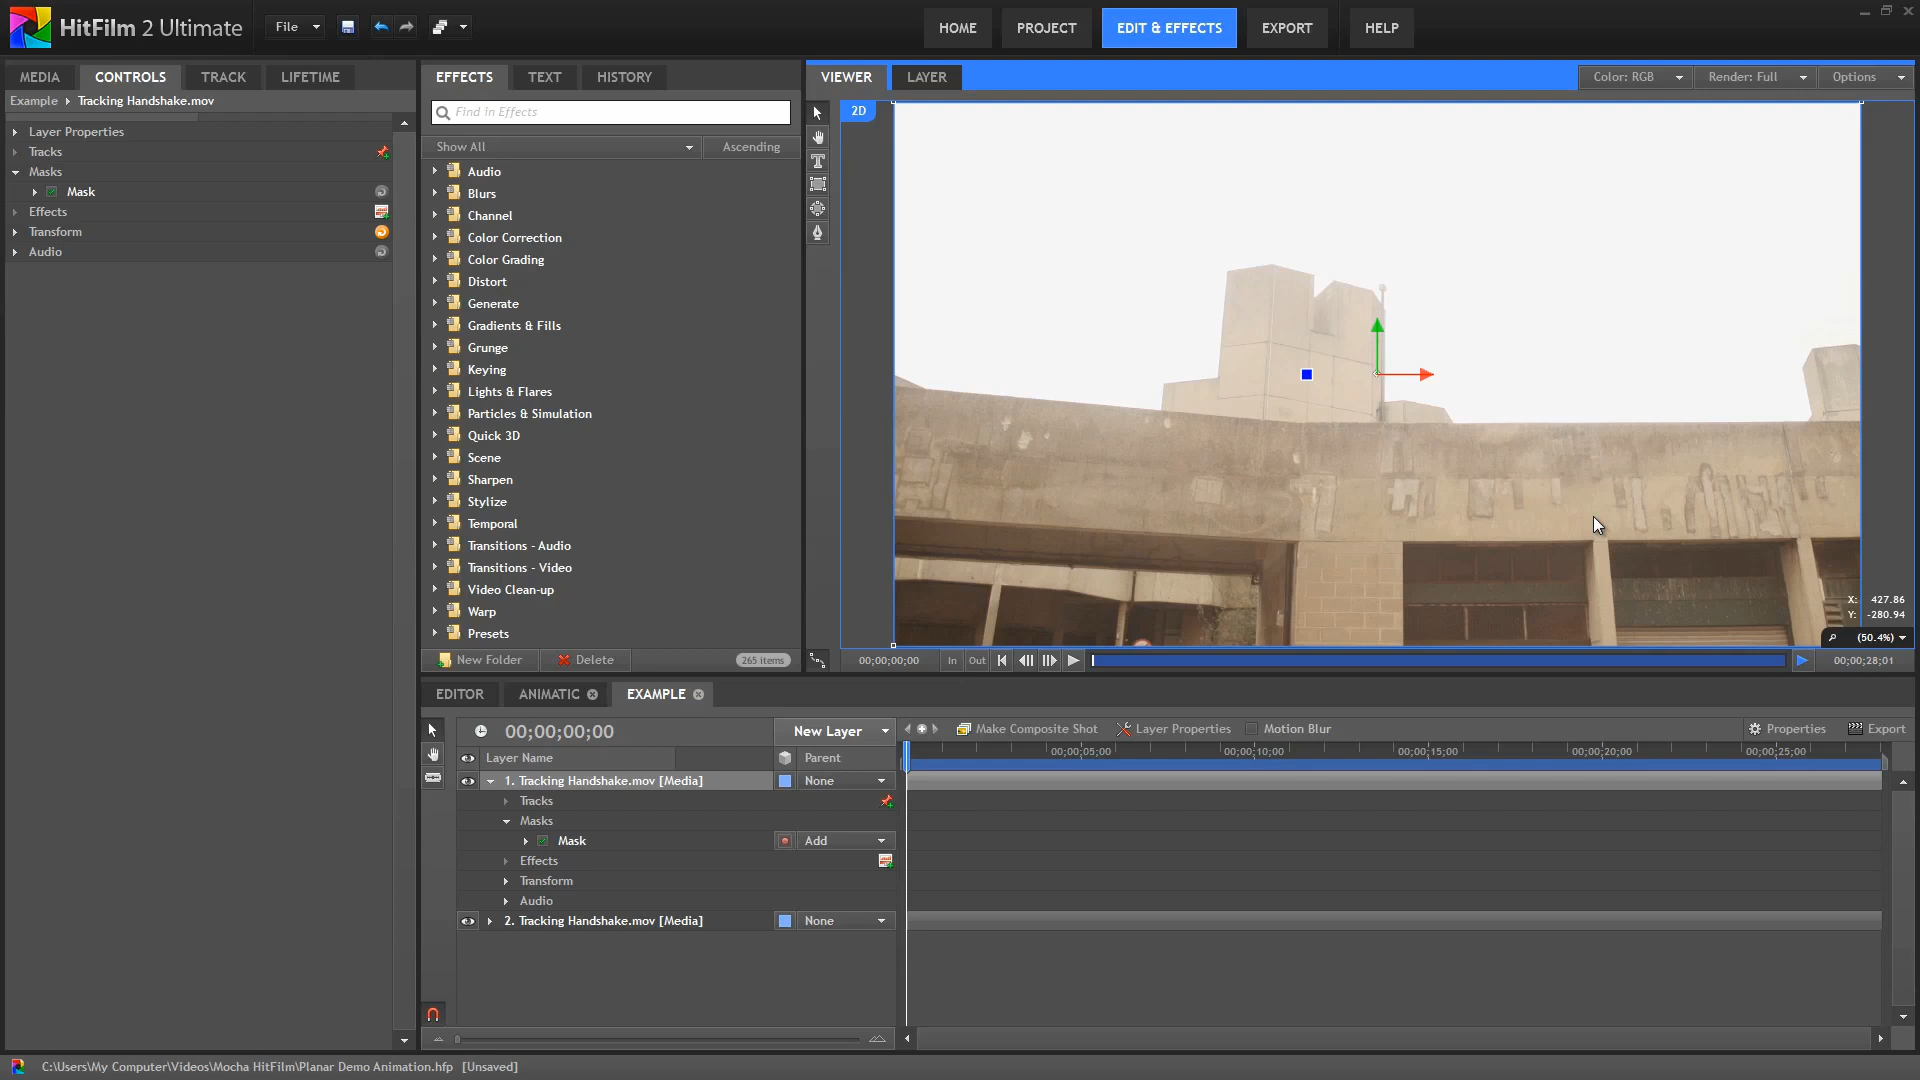 HitFilm 2 Ultimate
File
HOME
PROJECT
EDIT & EFFECTS
EXPORT
HELP
MEDIA
CONTROLS
TRACK
LIFETIME
Example
Tracking Handshake.mov
Layer Properties
Tracks
Masks
Mask
Effects
Transform
Audio
EFFECTS
TEXT
HISTORY
Find in Effects
Show All
Ascending
Audio
Blurs
Channel
Color Correction
Color Grading
Distort
Generate
Gradients & Fills
Grunge
Keying
Lights & Flares
Particles & Simulation
Quick 3D
Scene
Sharpen
Stylize
Temporal
Transitions - Audio
Transitions - Video
Video Clean-up
Warp
Presets
New Folder
Delete
265 items
VIEWER
LAYER
Color: RGB
Render: Full
Options
2D
X: 427.86
Y: -280.94
(50.4%)
00;00;00;00
In
Out
00;00;28;01
EDITOR
ANIMATIC
EXAMPLE
00;00;00;00
New Layer
Make Composite Shot
Layer Properties
Motion Blur
Properties
Export
Layer Name
Parent
00;00;05;00
00;00;10;00
00;00;15;00
00;00;20;00
00;00;25;00
1. Tracking Handshake.mov [Media]
None
Tracks
Masks
Mask
Add
Effects
Transform
Audio
2. Tracking Handshake.mov [Media]
None
C:\Users\My Computer\Videos\Mocha HitFilm\Planar Demo Animation.hfp [Unsaved]